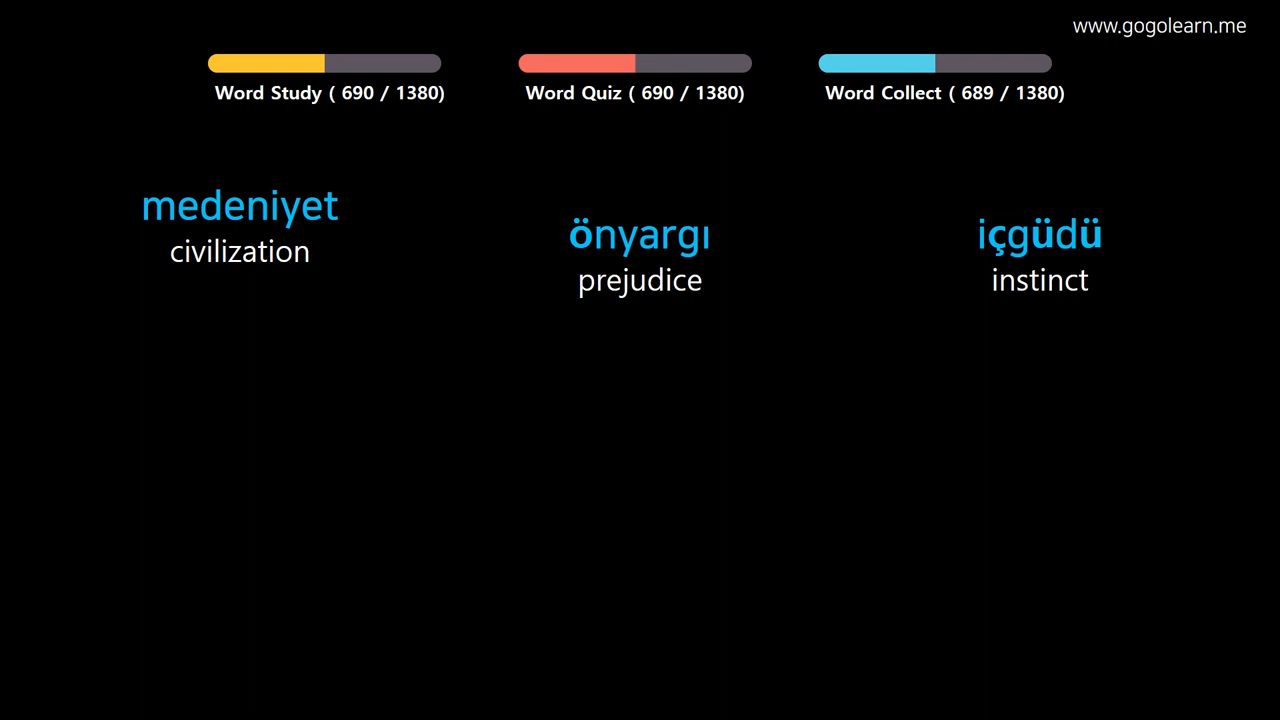 www.gogolearn.me
Word Study ( 690 / 1380)
Word Quiz ( 690 / 1380)
Word Collect ( 689 / 1380)
medeniyet
civilization
önyargı
prejudice
içgüdü
instinct